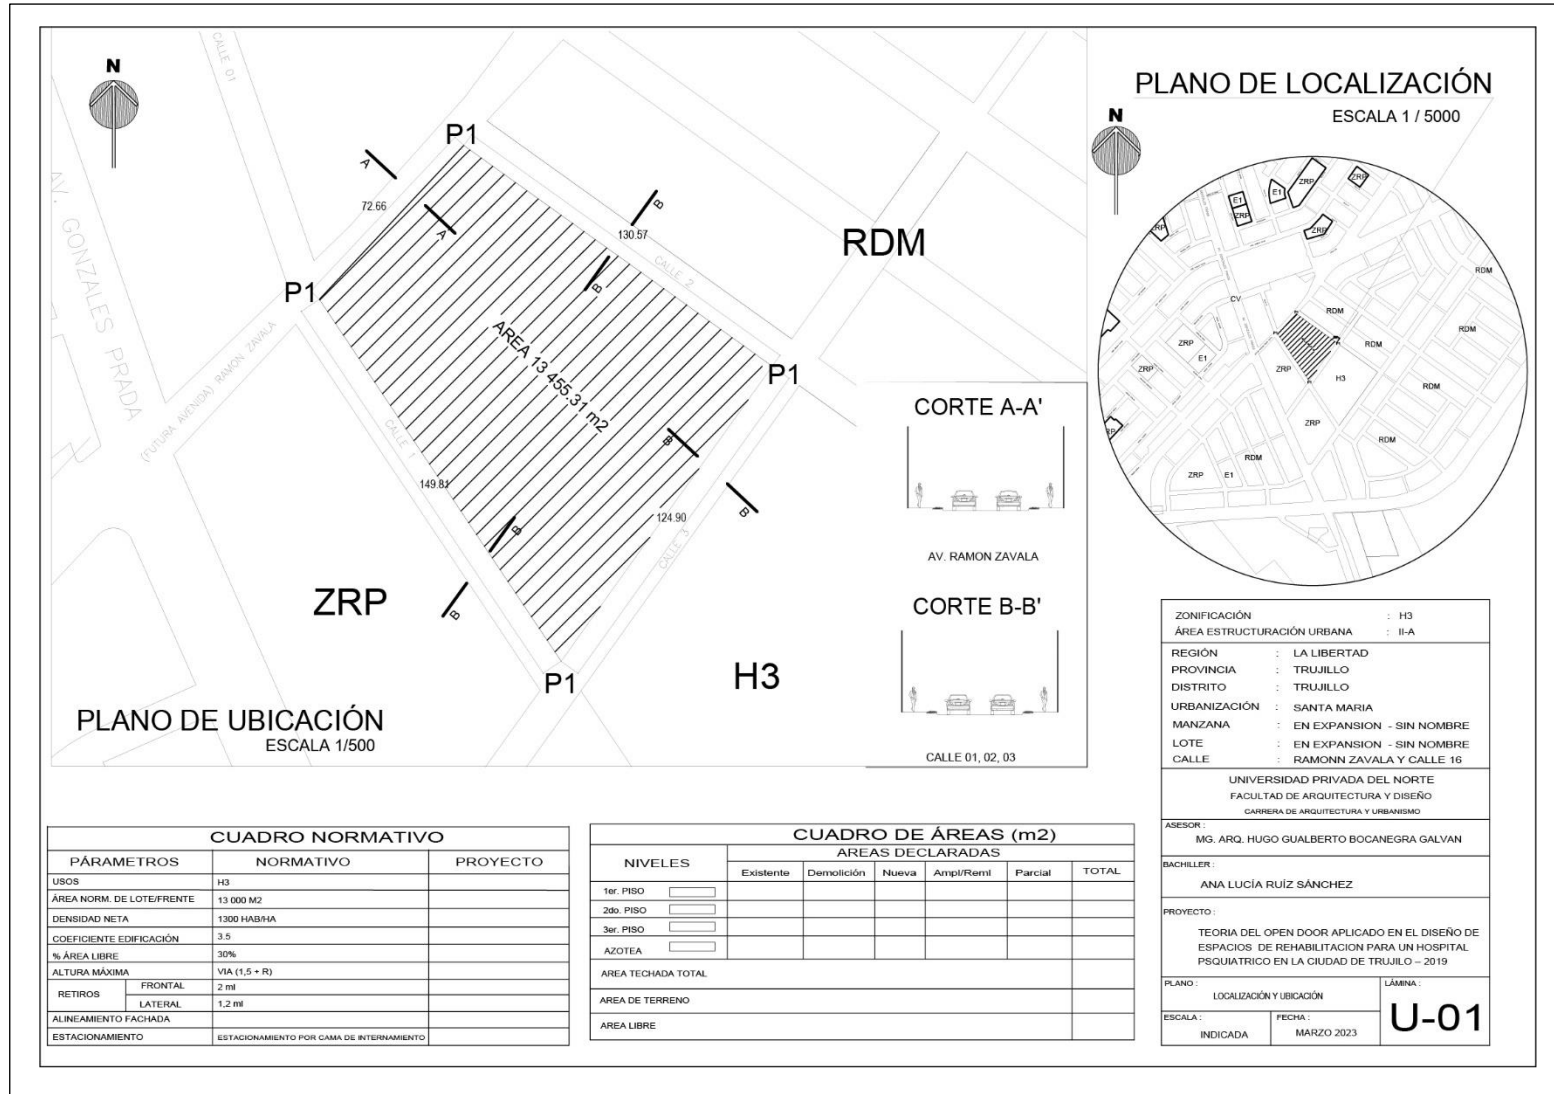 N
CALLE 01
AV. GONZALES PRADA
(FUTURA AVENIDA) RAMON ZAVALA
P1
A
72.66
A
B
130.57
CALLE 2
B
RDM
P1
AREA 13 455.31 m2
P1
CALLE 1
149.81
B
B
124.90
CALLE 3
B
B
ZRP
P1
H3
PLANO DE UBICACIÓN
ESCALA 1/500
CORTE A-A'
AV. RAMON ZAVALA
CORTE B-B'
CALLE 01, 02, 03
PLANO DE LOCALIZACIÓN
ESCALA 1 / 5000
N
ZRP
ZRP
E1
E1
ZRP
ZRP
RP
RDM
CV
RDM
RDM
RDM
ZRP
E1
ZRP
ZRP
H3
RDM
ZRP
RDM
RP
RDM
ZRP
E1
ZONIFICACIÓN : H3
ÁREA ESTRUCTURACIÓN URBANA : II-A
REGIÓN : LA LIBERTAD
PROVINCIA : TRUJILLO
DISTRITO : TRUJILLO
URBANIZACIÓN : SANTA MARIA
MANZANA : EN EXPANSION - SIN NOMBRE
LOTE : EN EXPANSION - SIN NOMBRE
CALLE : RAMONN ZAVALA Y CALLE 16
UNIVERSIDAD PRIVADA DEL NORTE
FACULTAD DE ARQUITECTURA Y DISEÑO
CARRERA DE ARQUITECTURA Y URBANISMO
ASESOR :
MG. ARQ. HUGO GUALBERTO BOCANEGRA GALVAN
BACHILLER :
ANA LUCÍA RUÍZ SÁNCHEZ
PROYECTO :
TEORIA DEL OPEN DOOR APLICADO EN EL DISEÑO DE
ESPACIOS DE REHABILITACION PARA UN HOSPITAL
PSQUIATRICO EN LA CIUDAD DE TRUJILO – 2019
PLANO :
LOCALIZACIÓN Y UBICACIÓN
LÁMINA :
U-01
ESCALA :
INDICADA
FECHA :
MARZO 2023
CUADRO NORMATIVO
PÁRAMETROS NORMATIVO PROYECTO
USOS H3
ÁREA NORM. DE LOTE/FRENTE 13 000 M2
DENSIDAD NETA 1300 HAB/HA
COEFICIENTE EDIFICACIÓN 3.5
% ÁREA LIBRE 30%
ALTURA MÁXIMA VIA (1,5 + R)
RETIROS
FRONTAL 2 ml
LATERAL 1,2 ml
ALINEAMIENTO FACHADA
ESTACIONAMIENTO ESTACIONAMIENTO POR CAMA DE INTERNAMIENTO
CUADRO DE ÁREAS (m2)
NIVELES
AREAS DECLARADAS
Existente Demolición Nueva Ampl/Reml Parcial TOTAL
1er. PISO
2do. PISO
3er. PISO
AZOTEA
AREA TECHADA TOTAL
AREA DE TERRENO
AREA LIBRE